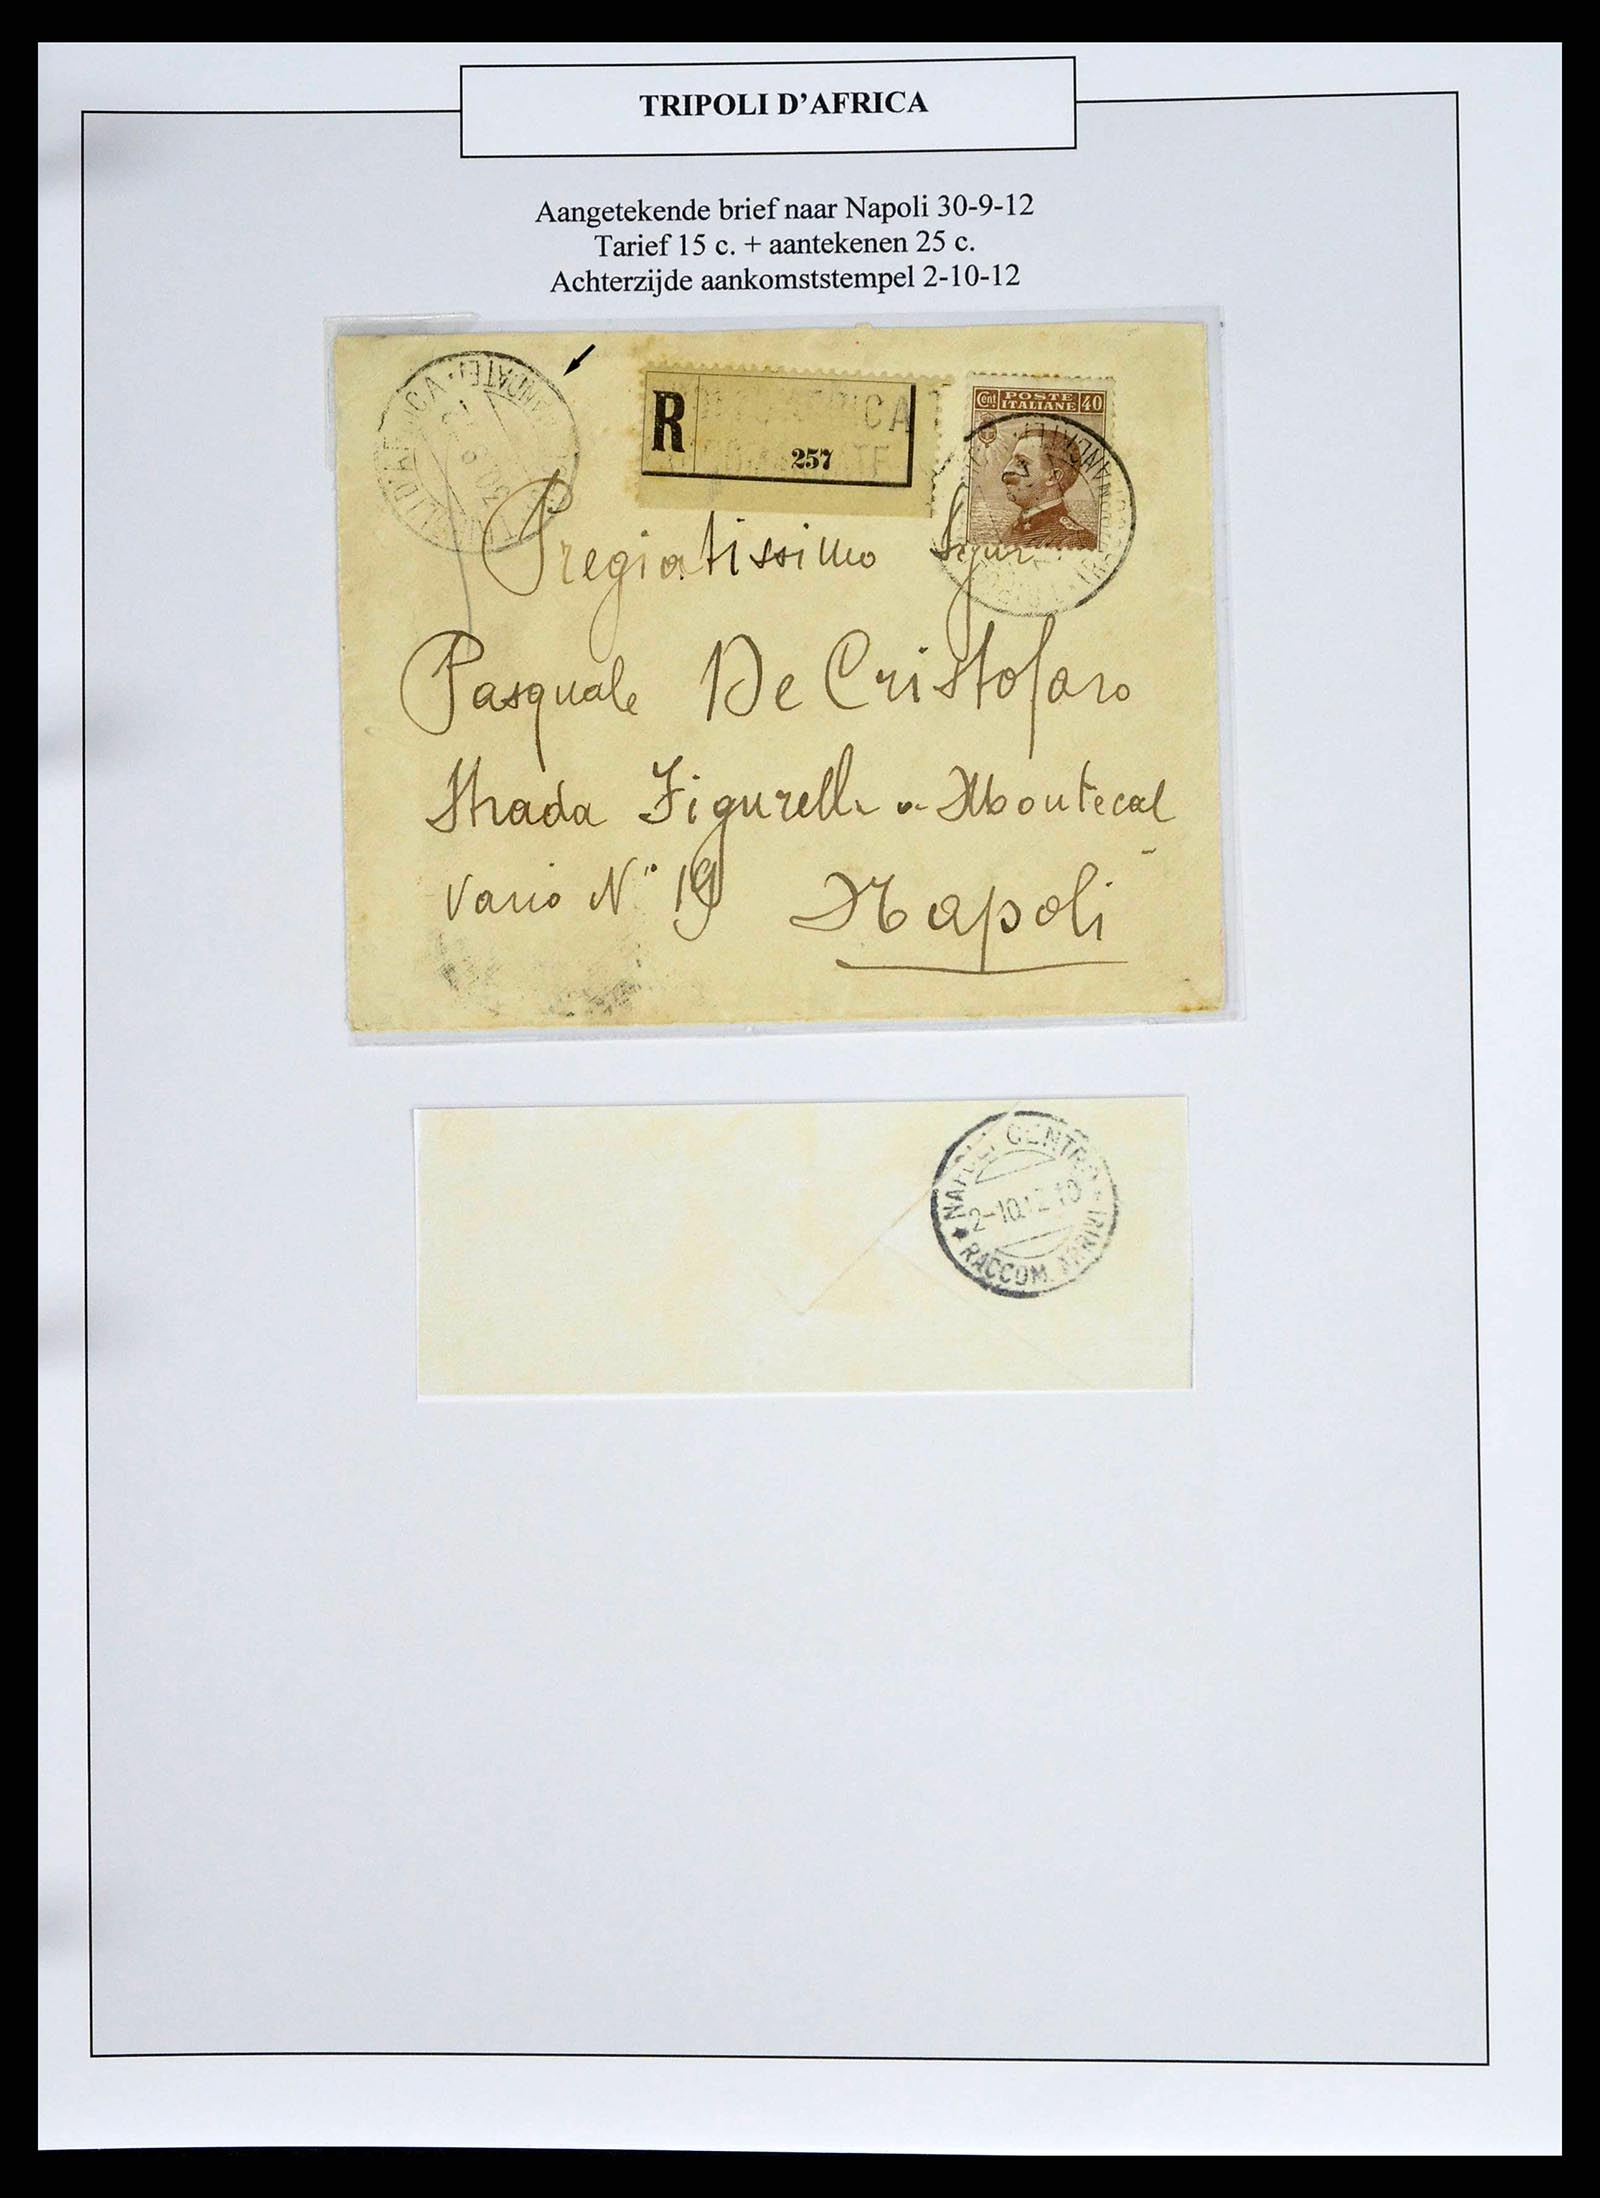 TRIPOLI D'AFRICA
Aangetekende brief naar Napoli 30-9-12
Tarief 15 c. + aantekenen 25 c.
Achterzijde aankomststempel 2-10-12
R
257
Cent POSTE ITALIANE 40
Pregiatissimo Signor
Pasquale De Cristofaro
Strada Figurelle a Montecal
vario N° 19 Napoli
NAPOLI CENTRO
2-10.12 10
RACCOM. ARRIVI